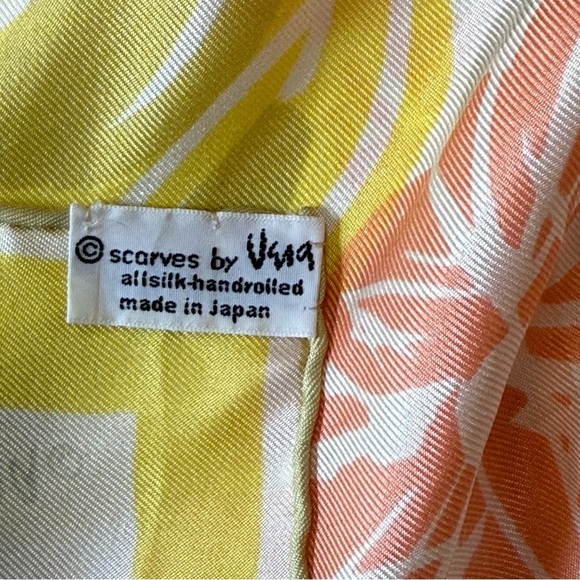 © scarves by Vera
allsilk-handrolled
made in Japan